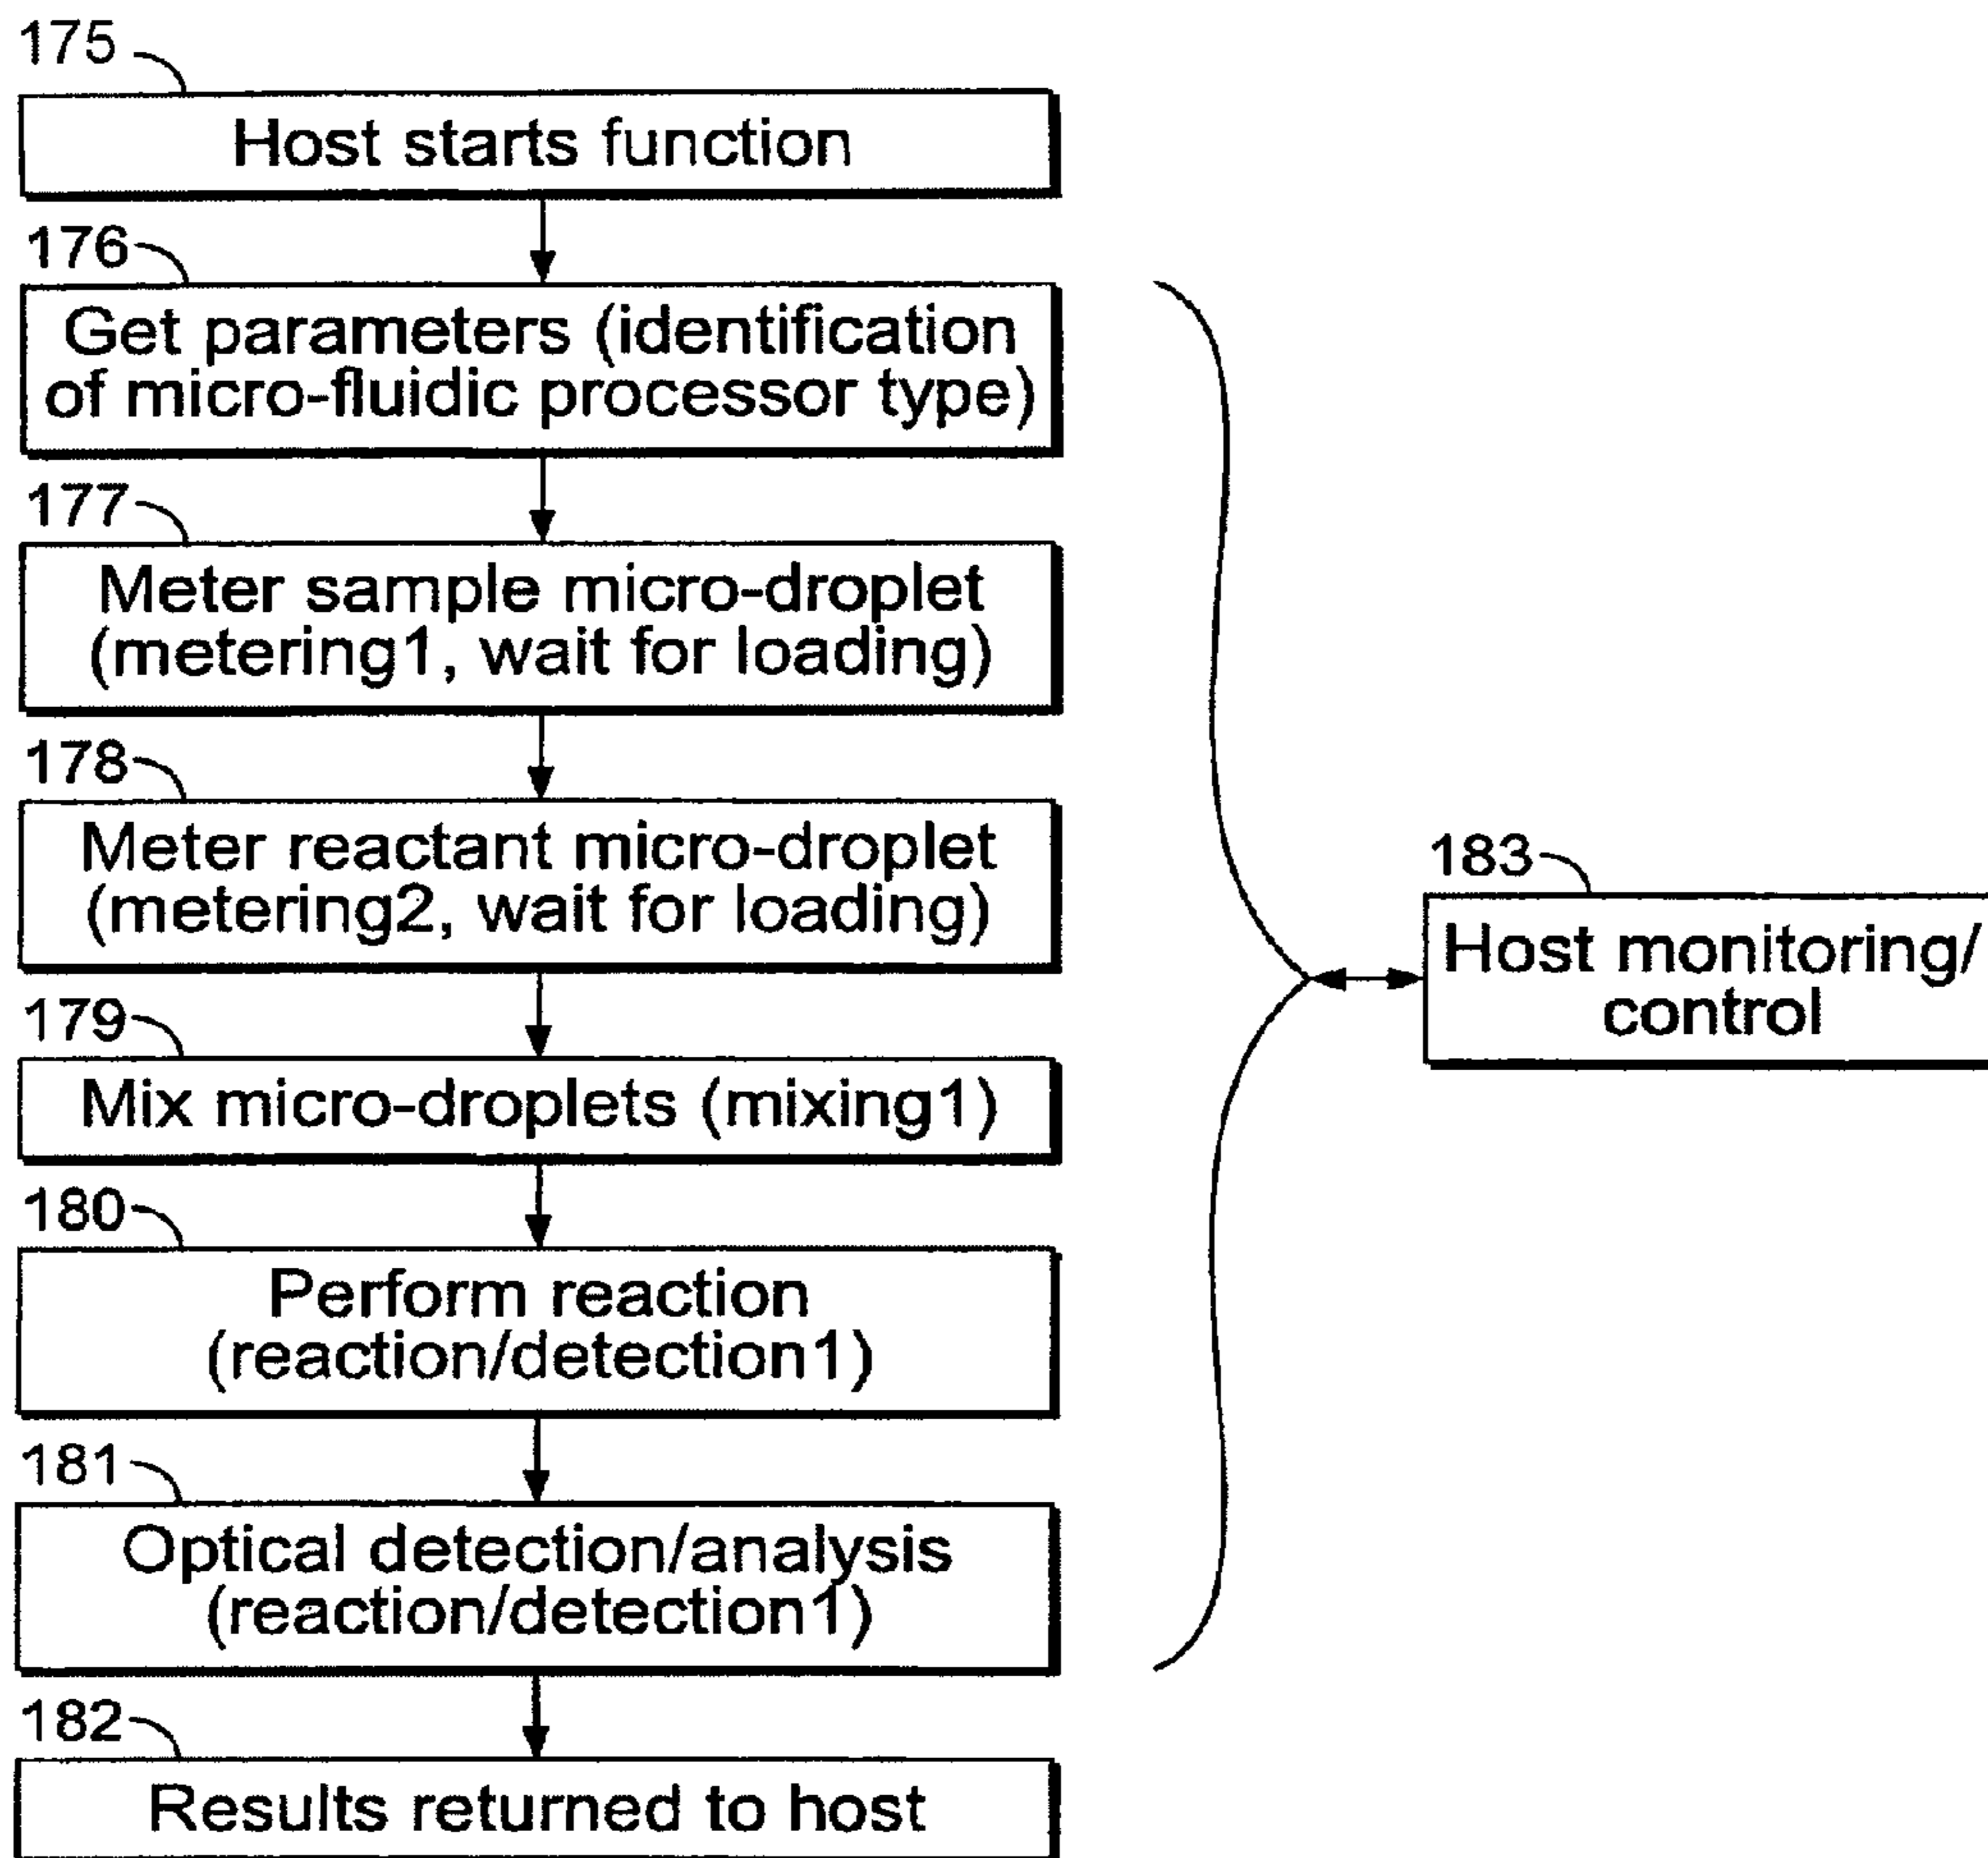 175
Host starts function
176
Get parameters (identification
of micro-fluidic processor type)
177
Meter sample micro-droplet
(metering1, wait for loading)
178
Meter reactant micro-droplet
(metering2, wait for loading)
179
Mix micro-droplets (mixing1)
180
Perform reaction
(reaction/detection1)
181
Optical detection/analysis
(reaction/detection1)
182
Results returned to host
183
Host monitoring/
control